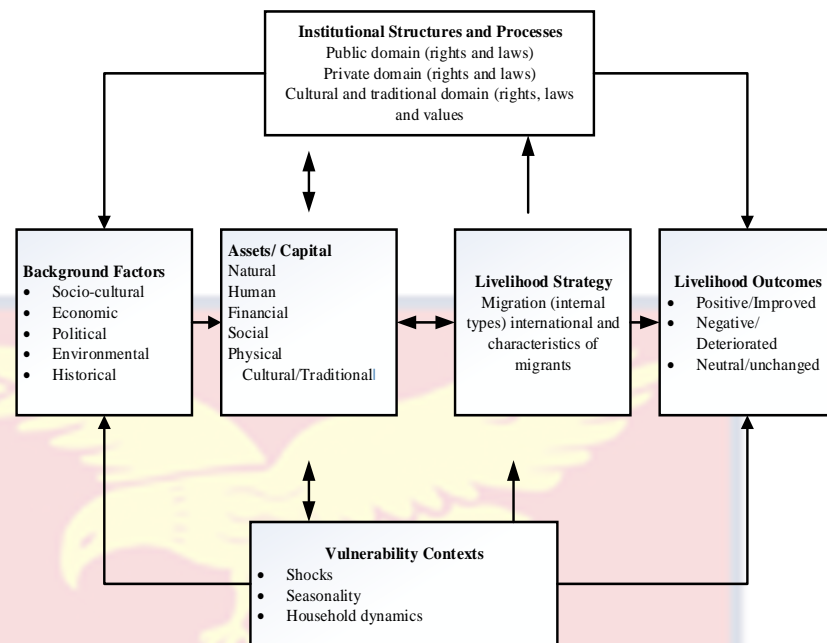 Institutional Structures and Processes
Public domain (rights and laws)
Private domain (rights and laws)
Cultural and traditional domain (rights, laws
and values
Background Factors
• Socio-cultural
• Economic
• Political
• Environmental
• Historical
Assets/ Capital
Natural
Human
Financial
Social
Physical
Cultural/Traditional
Livelihood Strategy
Migration (internal
types) international and
characteristics of
migrants
Livelihood Outcomes
• Positive/Improved
• Negative/
Deteriorated
• Neutral/unchanged
Vulnerability Contexts
• Shocks
• Seasonality
• Household dynamics